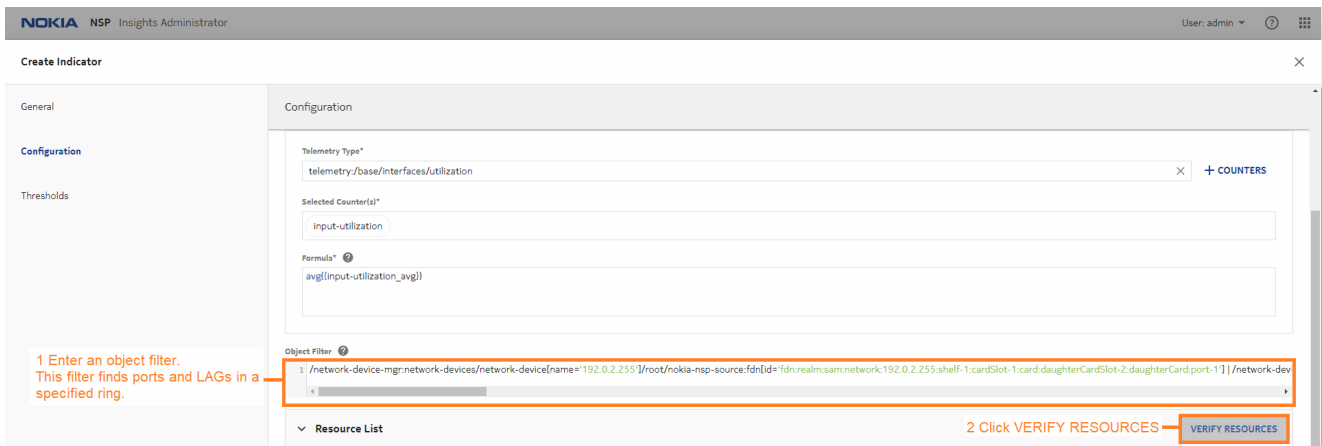 NOKIA NSP Insights Administrator User: admin
Create Indicator
General
Configuration
Configuration
Telemetry Type*
telemetry:/base/interfaces/utilization
+ COUNTERS
Thresholds
Selected Counter(s)*
input-utilization
Formula*
avg({input-utilization_avg})
Object Filter
1 Enter an object filter.
This filter finds ports and LAGs in a
specified ring.
1 /network-device-mgr:network-devices/network-device[name='192.0.2.255']/root/nokia-nsp-source:fdn[id='fdn:realm:sam:network:192.0.2.255:shelf-1:cardSlot-1:card:daughterCardSlot-2:daughterCard:port-1'] | /network-dev
Resource List
2 Click VERIFY RESOURCES
VERIFY RESOURCES